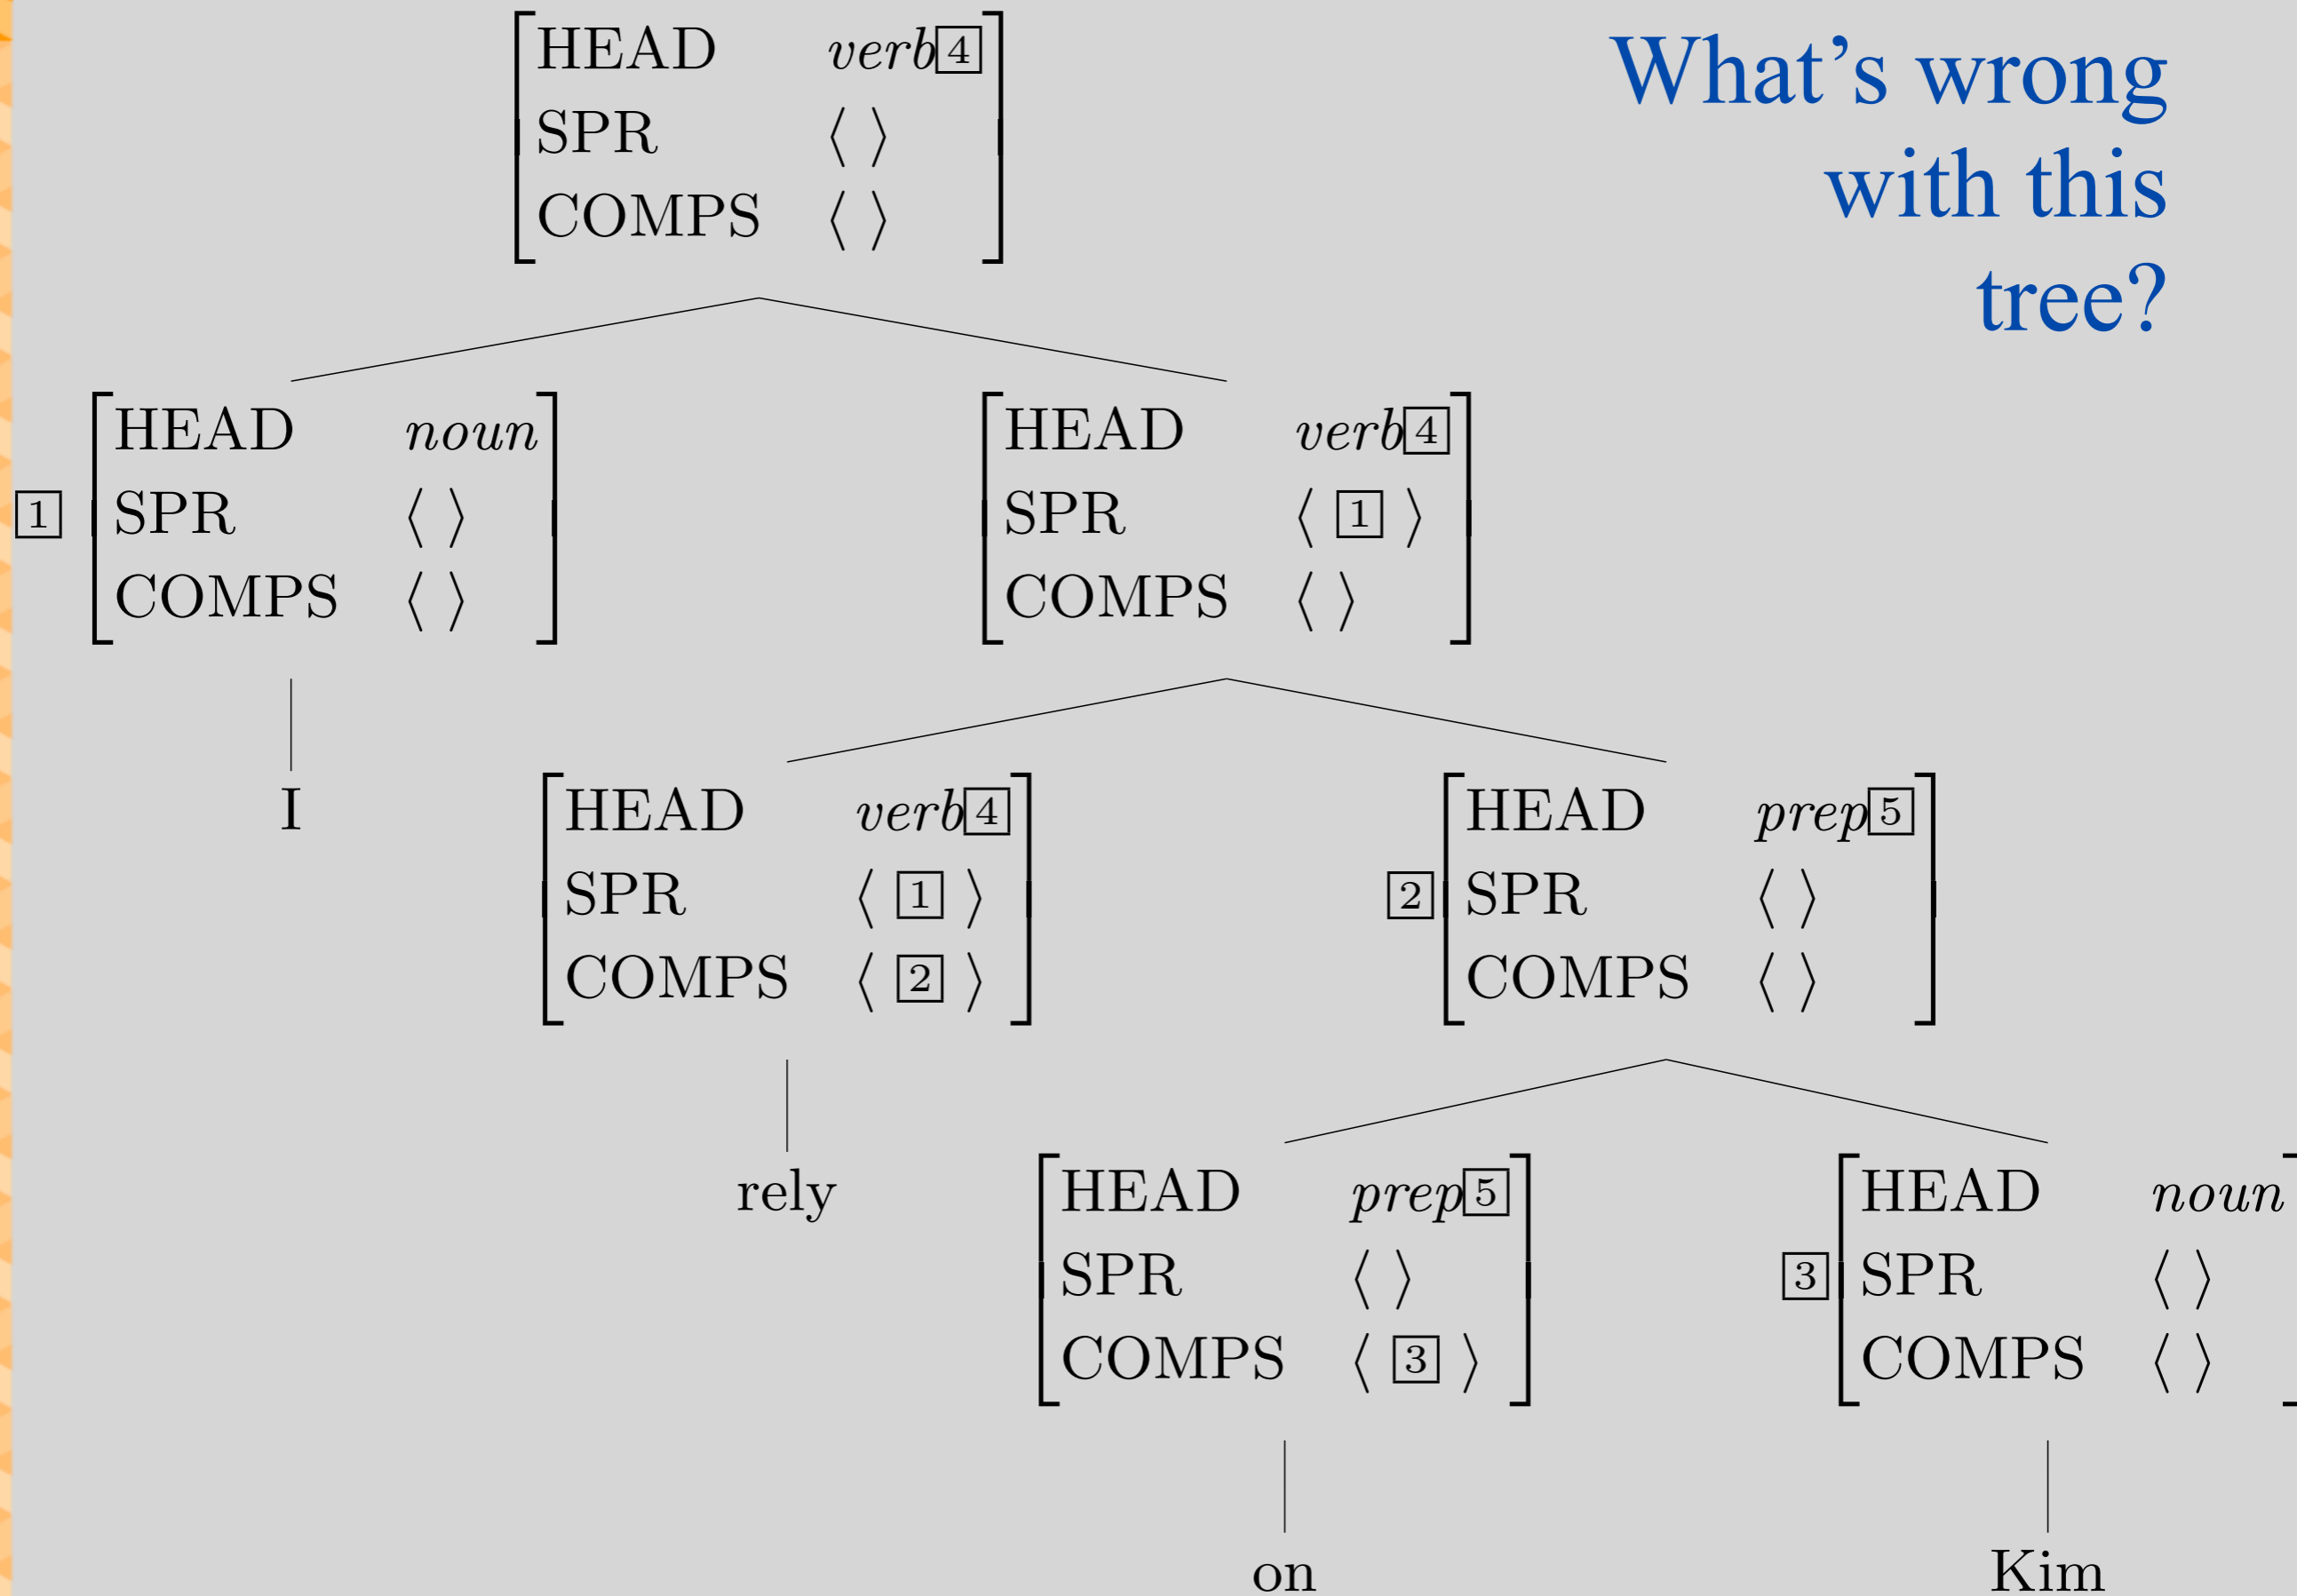 What's wrong
with this
tree?
HEAD verb 4
SPR ⟨ ⟩
COMPS ⟨ ⟩
1
HEAD noun
SPR ⟨ ⟩
COMPS ⟨ ⟩
HEAD verb 4
SPR ⟨ 1 ⟩
COMPS ⟨ ⟩
I
HEAD verb 4
SPR ⟨ 1 ⟩
COMPS ⟨ 2 ⟩
2
HEAD prep 5
SPR ⟨ ⟩
COMPS ⟨ ⟩
rely
HEAD prep 5
SPR ⟨ ⟩
COMPS ⟨ 3 ⟩
3
HEAD noun
SPR ⟨ ⟩
COMPS ⟨ ⟩
on
Kim